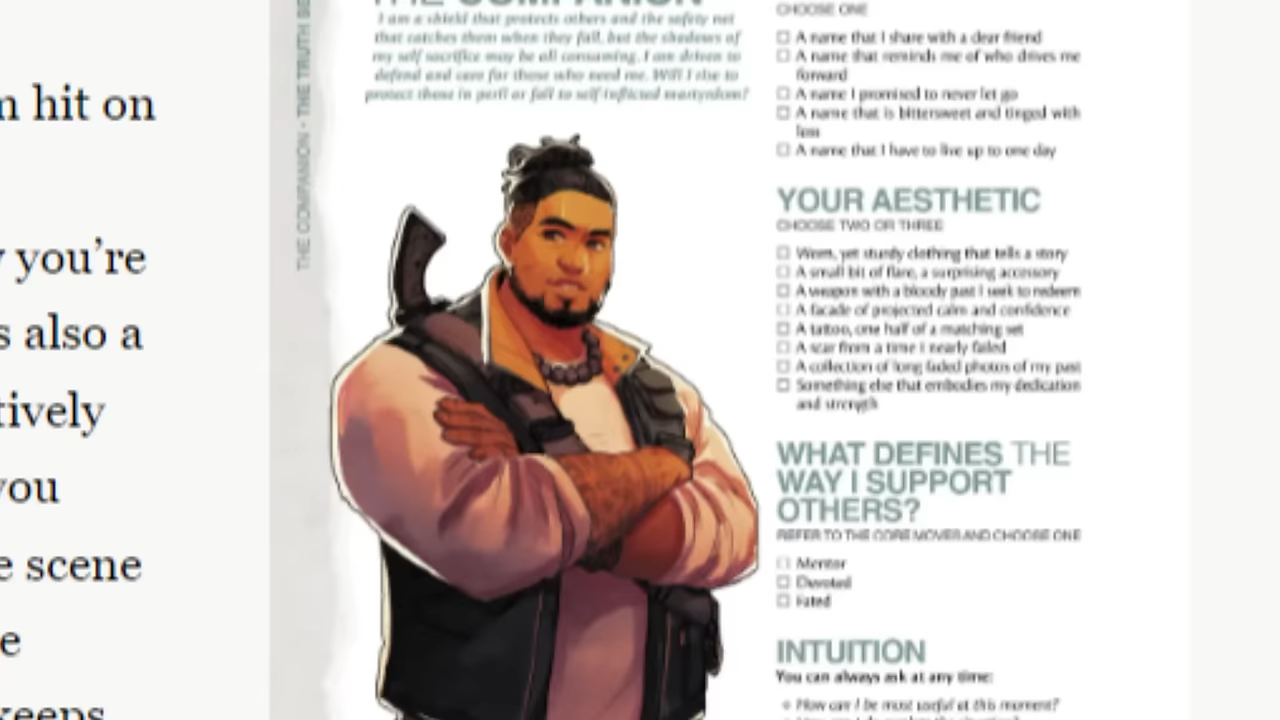 hit on
you’re
also a
you
scene
keeps
THE COMPANION • THE TRUTH
THE COMPANION
I am a shield that protects others and the safety net
that catches them when they fall, but the shadows of
my self sacrifice may be all consuming. I am driven to
defend and care for those who need me. Will I rise to
protect those in peril or fall to self-inflicted martyrdom?
CHOOSE ONE
A name that I share with a dear friend
A name that reminds me of who drives me
forward
A name I promised to never let go
A name that is bittersweet and tinged with
loss
A name that I have to live up to one day
YOUR AESTHETIC
CHOOSE TWO OR THREE
Worn, yet sturdy clothing that tells a story
A small bit of flare, a surprising accessory
A weapon with a bloody past I seek to redeem
A facade of projected calm and confidence
A tattoo, one half of a matching set
A scar from a time I nearly failed
A collection of long faded photos of my past
Something else that embodies my dedication
and strength
WHAT DEFINES THE
WAY I SUPPORT
OTHERS?
REFER TO THE CORE MOVES AND CHOOSE ONE
Mentor
Devoted
Fated
INTUITION
You can always ask at any time:
How can I be most useful at this moment?